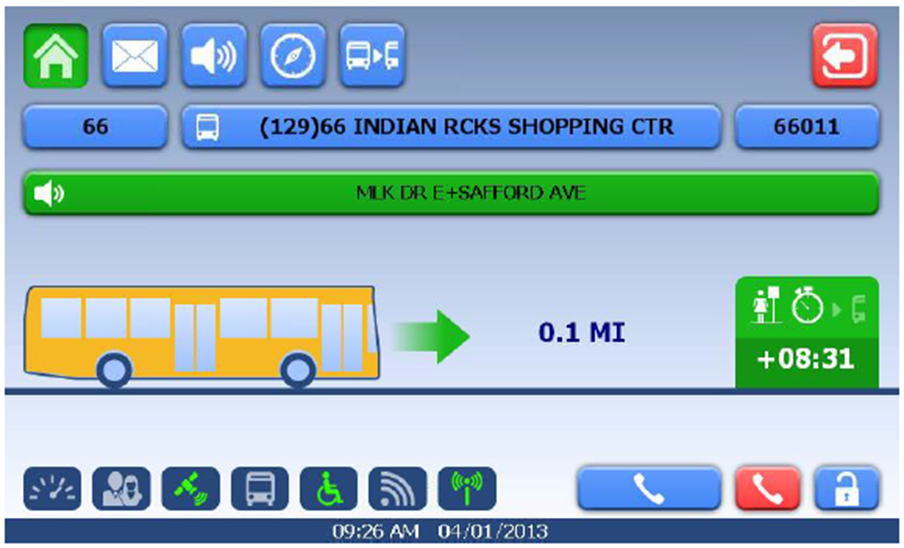 66 (129)66 INDIAN RCKS SHOPPING CTR 66011
MLK DR E+SAFFORD AVE
0.1 MI
+08:31
09:26 AM 04/01/2013